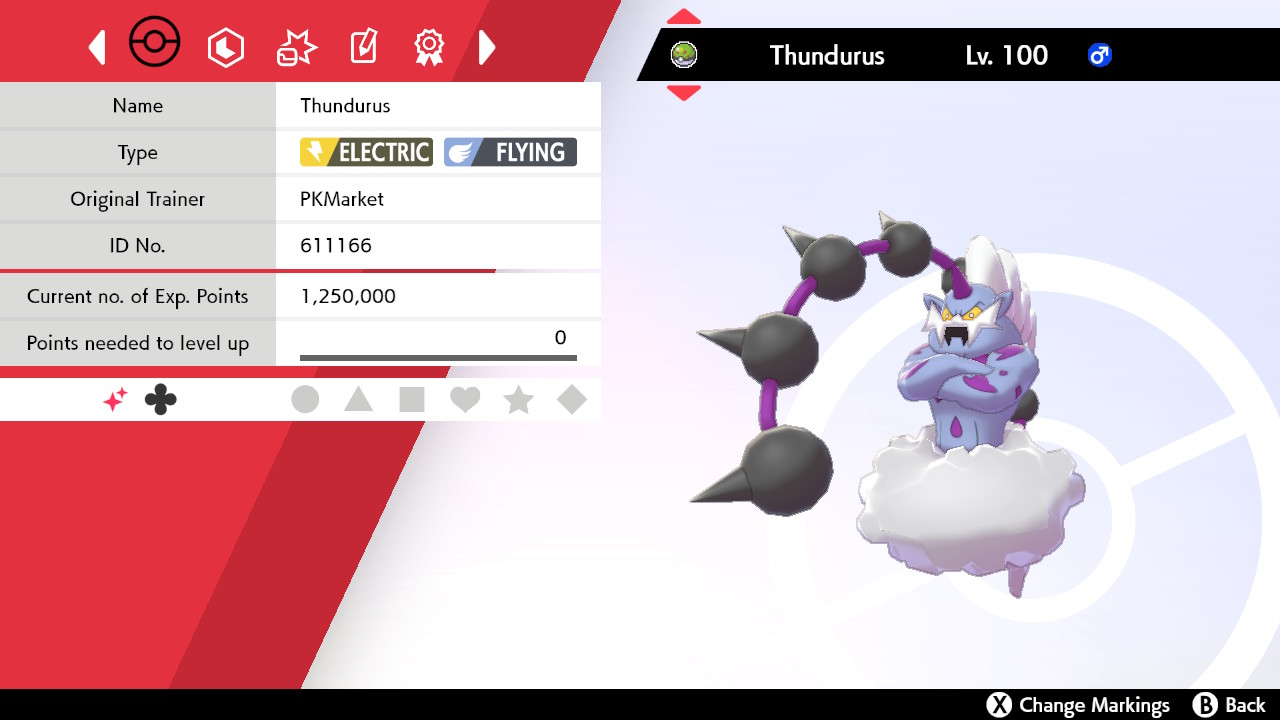 Thundurus Lv. 100
Name Thundurus
Type ELECTRIC FLYING
Original Trainer PKMarket
ID No. 611166
Current no. of Exp. Points 1,250,000
Points needed to level up 0
X Change Markings B Back